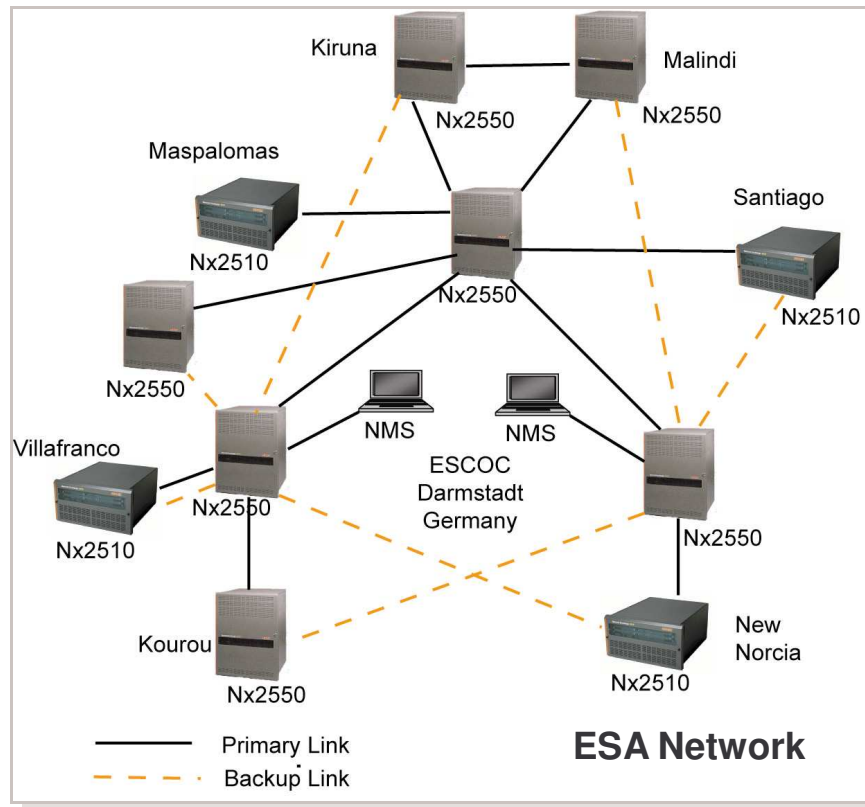 Kiruna
Malindi
Nx2550
Nx2550
Maspalomas
Santiago
Nx2510
Nx2550
Nx2510
Nx2550
Villafranco
NMS
NMS
ESCOC
Darmstadt
Germany
Nx2550
Nx2510
Nx2550
Kourou
New
Norcia
Nx2550
Nx2510
Primary Link
Backup Link
ESA Network